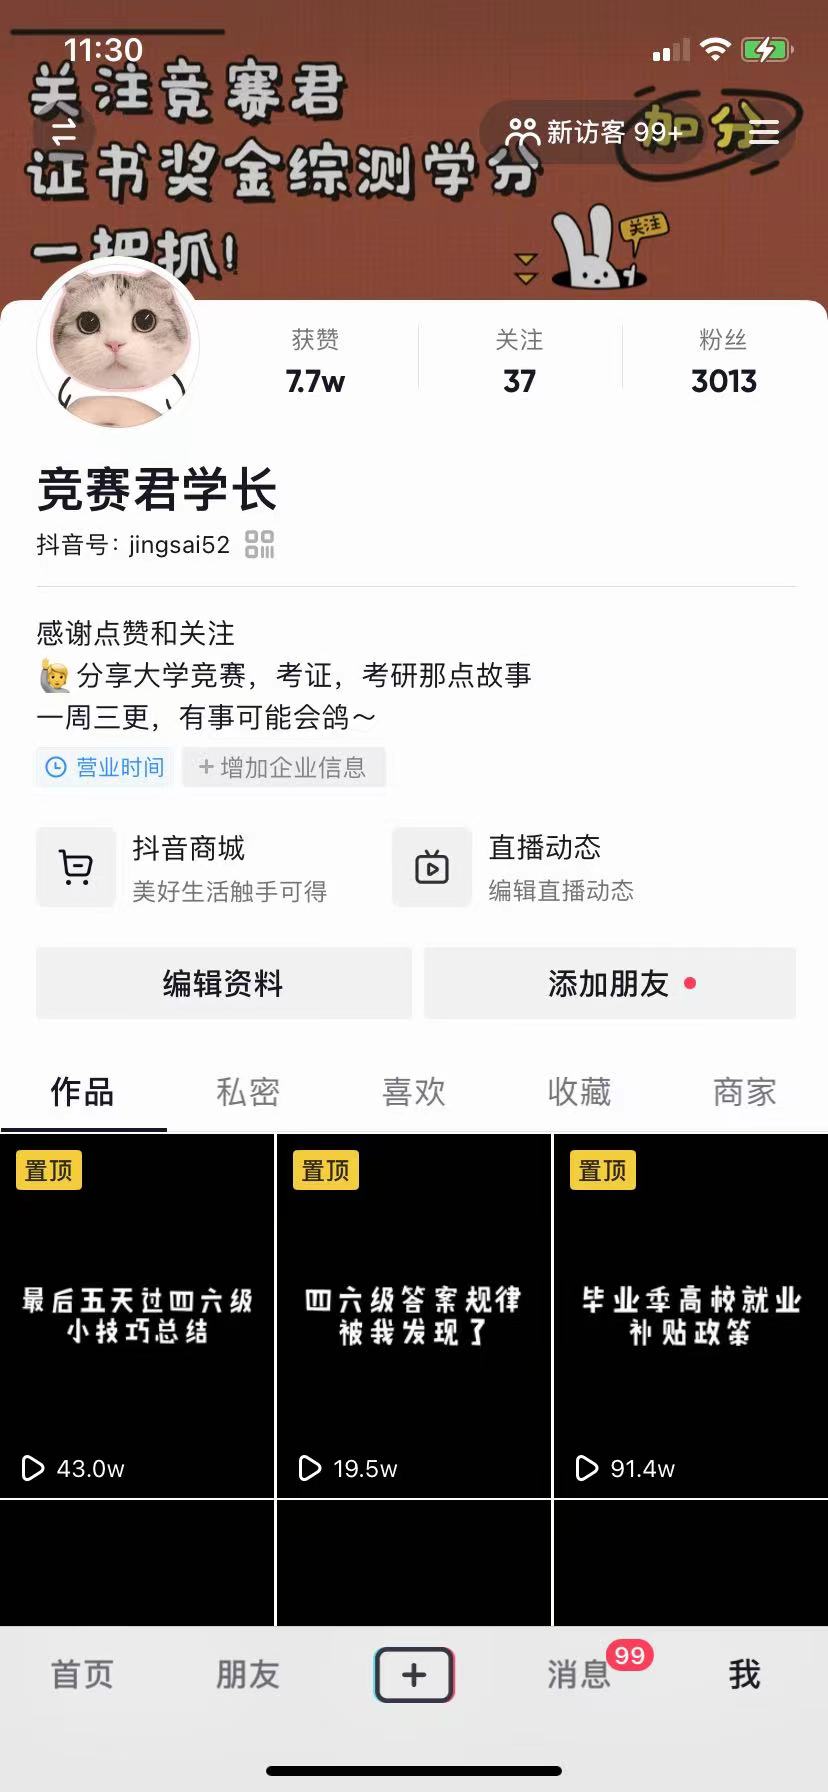 11:30
关注竞赛君
新访客 99+
加分
证书奖金综测学分
一把抓!
关注
获赞
关注
粉丝
7.7w
37
3013
竞赛君学长
抖音号: jingsai52
感谢点赞和关注
分享大学竞赛，考证，考研那点故事
一周三更，有事可能会鸽～
营业时间
+增加企业信息
抖音商城
美好生活触手可得
直播动态
编辑直播动态
编辑资料
添加朋友
作品
私密
喜欢
收藏
商家
置顶
置顶
置顶
最后五天过四六级
小技巧总结
四六级答案规律
被我发现了
毕业季高校就业
补贴政策
43.0w
19.5w
91.4w
首页
朋友
消息
99
我